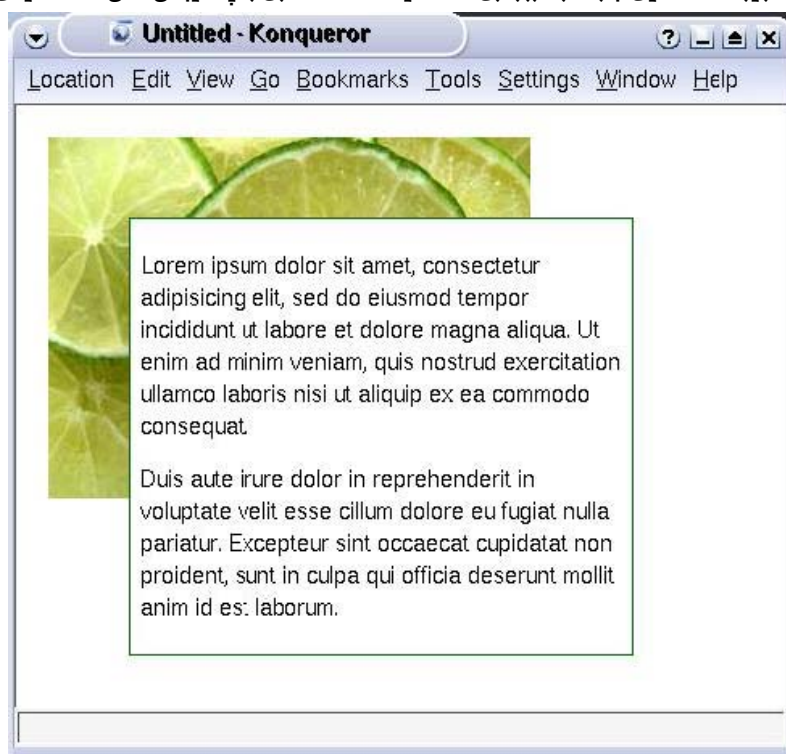 Untitled - Konqueror
Location Edit View Go Bookmarks Tools Settings Window Help
Lorem ipsum dolor sit amet, consectetur
adipisicing elit, sed do eiusmod tempor
incididunt ut labore et dolore magna aliqua. Ut
enim ad minim veniam, quis nostrud exercitation
ullamco laboris nisi ut aliquip ex ea commodo
consequat.
Duis aute irure dolor in reprehenderit in
voluptate velit esse cillum dolore eu fugiat nulla
pariatur. Excepteur sint occaecat cupidatat non
proident, sunt in culpa qui officia deserunt mollit
anim id est laborum.